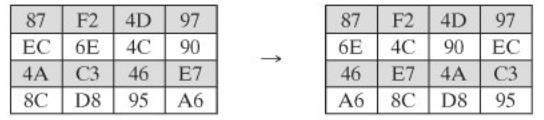 87 F2 4D 97 87 F2 4D 97
EC 6E 4C 90 6E 4C 90 EC
→
4A C3 46 E7 46 E7 4A C3
8C D8 95 A6 A6 8C D8 95